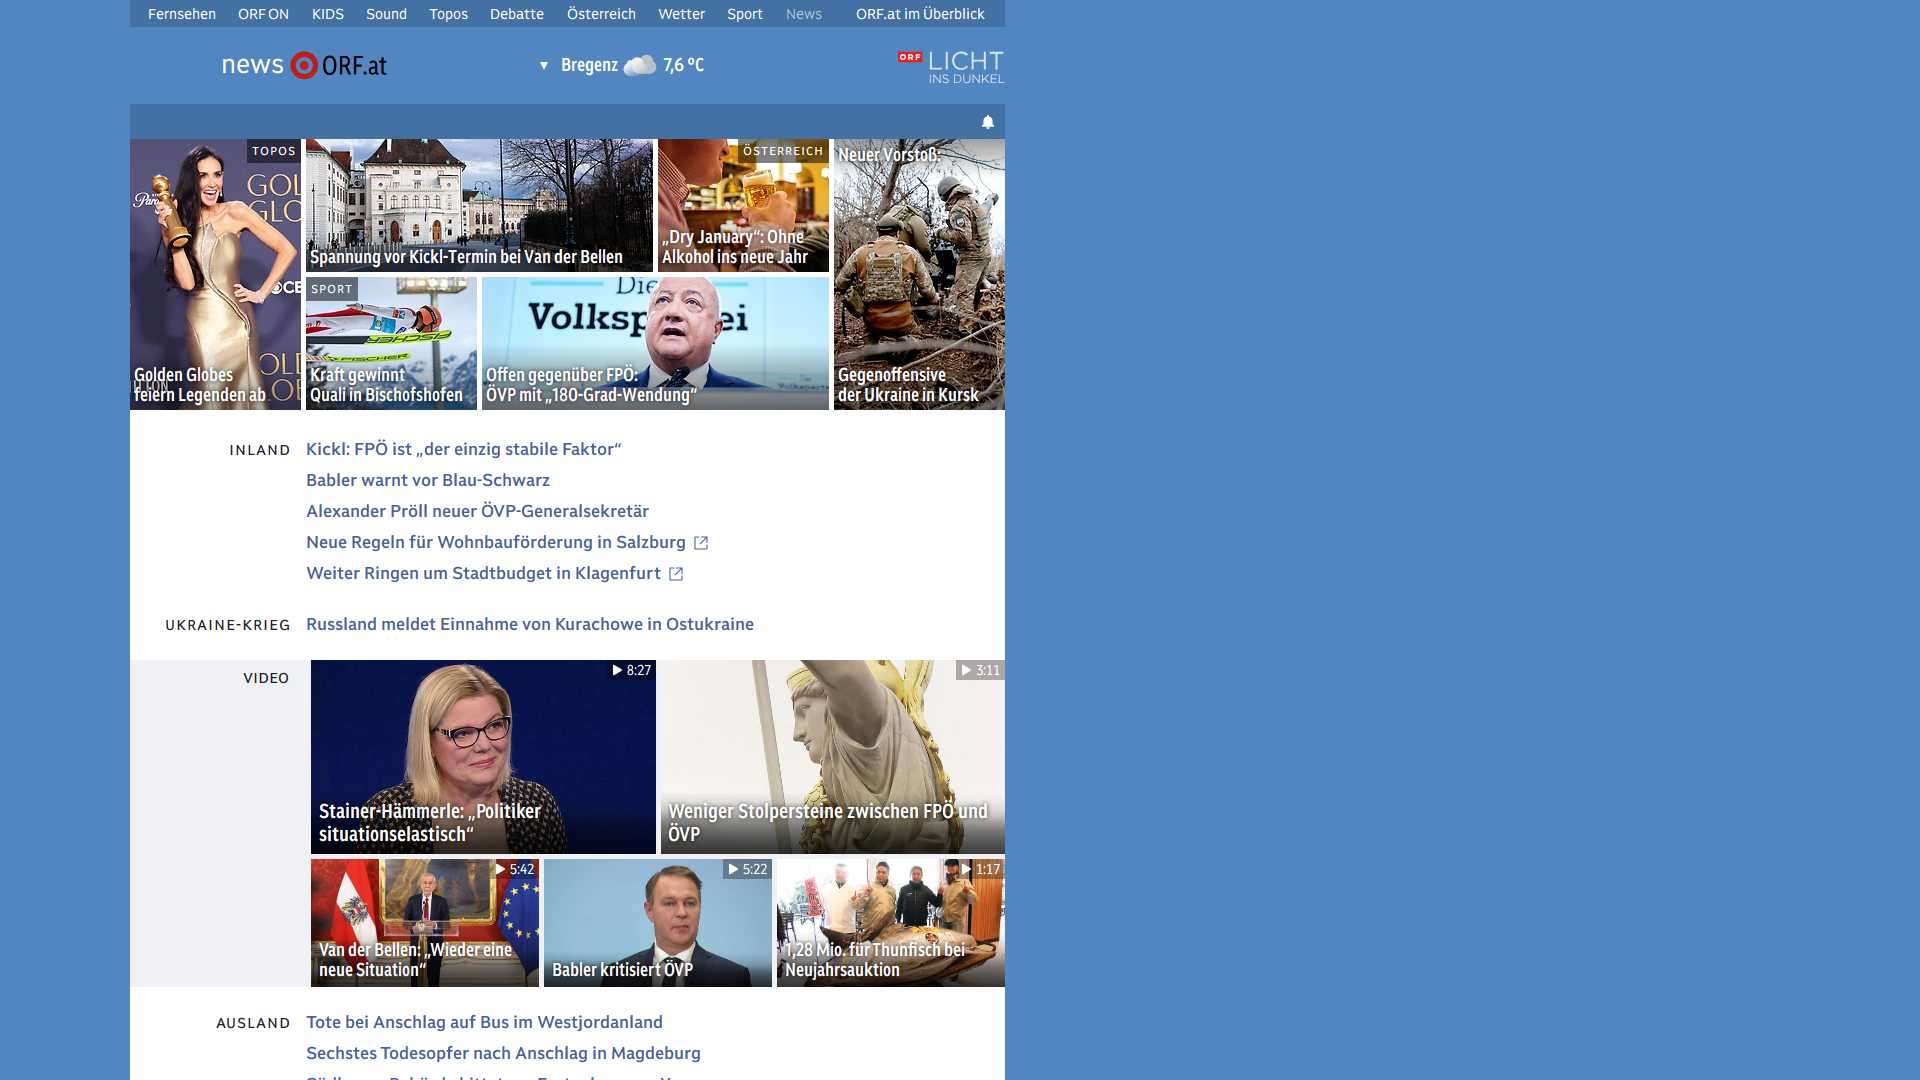 Fernsehen ORF ON KIDS Sound Topos Debatte Österreich Wetter Sport News ORF.at im Überblick
news ORF.at
Bregenz 7,6 °C
ORF LICHT
INS DUNKEL
TOPOS
Golden Globes
feiern Legenden ab
Spannung vor Kickl-Termin bei Van der Bellen
ÖSTERREICH
„Dry January“: Ohne
Alkohol ins neue Jahr
Neuer Vorstoß:
Gegenoffensive
der Ukraine in Kursk
SPORT
Kraft gewinnt
Quali in Bischofshofen
Die
Offen gegenüber FPÖ:
ÖVP mit „180-Grad-Wendung“
INLAND
Kickl: FPÖ ist „der einzig stabile Faktor“
Babler warnt vor Blau-Schwarz
Alexander Pröll neuer ÖVP-Generalsekretär
Neue Regeln für Wohnbauförderung in Salzburg
Weiter Ringen um Stadtbudget in Klagenfurt
UKRAINE-KRIEG
Russland meldet Einnahme von Kurachowe in Ostukraine
VIDEO
8:27
Stainer-Hämmerle: „Politiker
situationselastisch“
3:11
Weniger Stolpersteine zwischen FPÖ und
ÖVP
5:42
Van der Bellen: „Wieder eine
neue Situation“
5:22
Babler kritisiert ÖVP
1:17
1,28 Mio. für Thunfisch bei
Neujahrsauktion
AUSLAND
Tote bei Anschlag auf Bus im Westjordanland
Sechstes Todesopfer nach Anschlag in Magdeburg